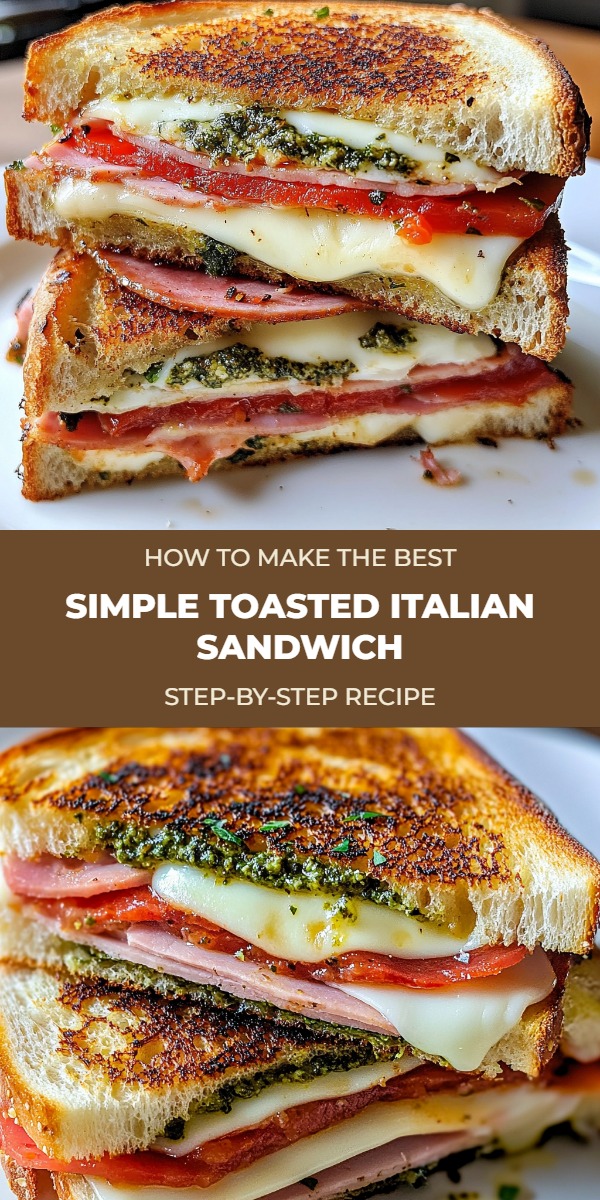 HOW TO MAKE THE BEST
SIMPLE TOASTED ITALIAN
SANDWICH
STEP-BY-STEP RECIPE